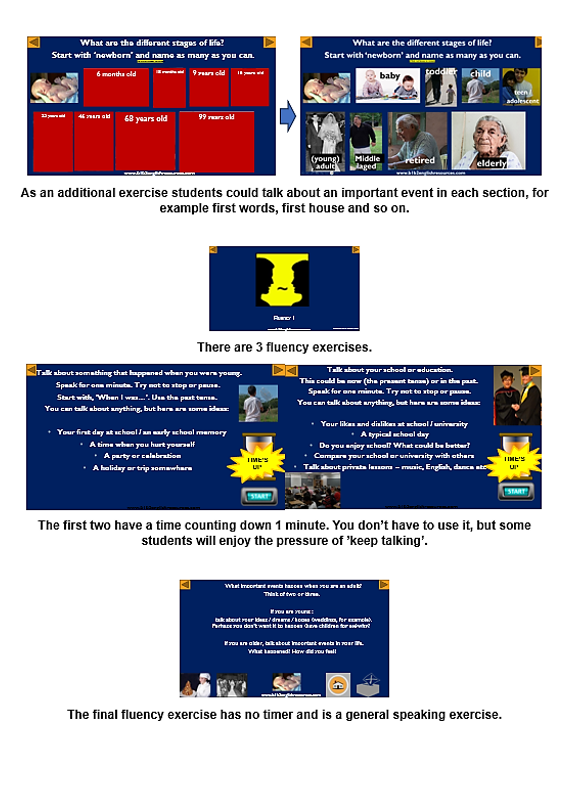 What are the different stages of life?
Start with 'newborn' and name as many as you can.
6 months old
18 months old
9 years old
15 years old
23 years old
46 years old
68 years old
99 years old
What are the different stages of life?
Start with 'newborn' and name as many as you can.
baby
toddler
child
teen /
adolescent
(young)
adult
Middle
aged
retired
elderly
As an additional exercise students could talk about an important event in each section, for
example first words, first house and so on.
Fluency 1
There are 3 fluency exercises.
Talk about something that happened when you were young.
Speak for one minute. Try not to stop or pause.
Start with, 'When I was...'. Use the past tense.
You can talk about anything, but here are some ideas:
• Your first day at school / an early school memory
• A time when you hurt yourself
• A party or celebration
• A holiday or trip somewhere
TIME'S
UP
START
Talk about your school or education.
This could be now (the present tense) or in the past.
Speak for one minute. Try not to stop or pause.
You can talk about anything, but here are some ideas:
• Your likes and dislikes at school / university
• A typical school day
• Do you enjoy school? What could be better?
• Compare your school or university with others
• Talk about private lessons – music, English, dance etc
TIME'S
UP
START
The first two have a time counting down 1 minute. You don't have to use it, but some
students will enjoy the pressure of 'keep talking'.
What important events happen when you are an adult?
Think of two or three.
If you are young:
talk about your ideas / dreams / hopes (weddings, for example).
If you are older, talk about important events in your life.
What happened? How did you feel?
The final fluency exercise has no timer and is a general speaking exercise.